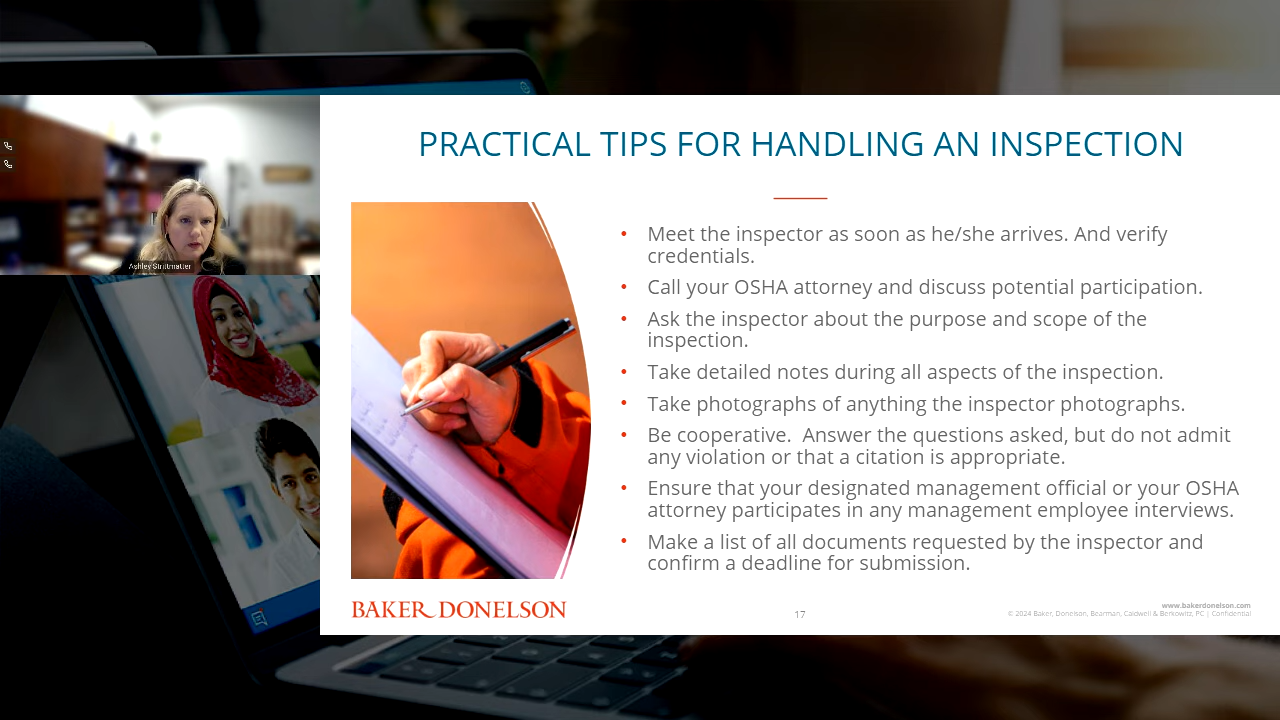 PRACTICAL TIPS FOR HANDLING AN INSPECTION
Ashley Strittmatter
• Meet the inspector as soon as he/she arrives. And verify
credentials.
• Call your OSHA attorney and discuss potential participation.
• Ask the inspector about the purpose and scope of the
inspection.
• Take detailed notes during all aspects of the inspection.
• Take photographs of anything the inspector photographs.
• Be cooperative.  Answer the questions asked, but do not admit
any violation or that a citation is appropriate.
• Ensure that your designated management official or your OSHA
attorney participates in any management employee interviews.
• Make a list of all documents requested by the inspector and
confirm a deadline for submission.
BAKER DONELSON
17
www.bakerdonelson.com
© 2024 Baker, Donelson, Bearman, Caldwell & Berkowitz, PC | Confidential